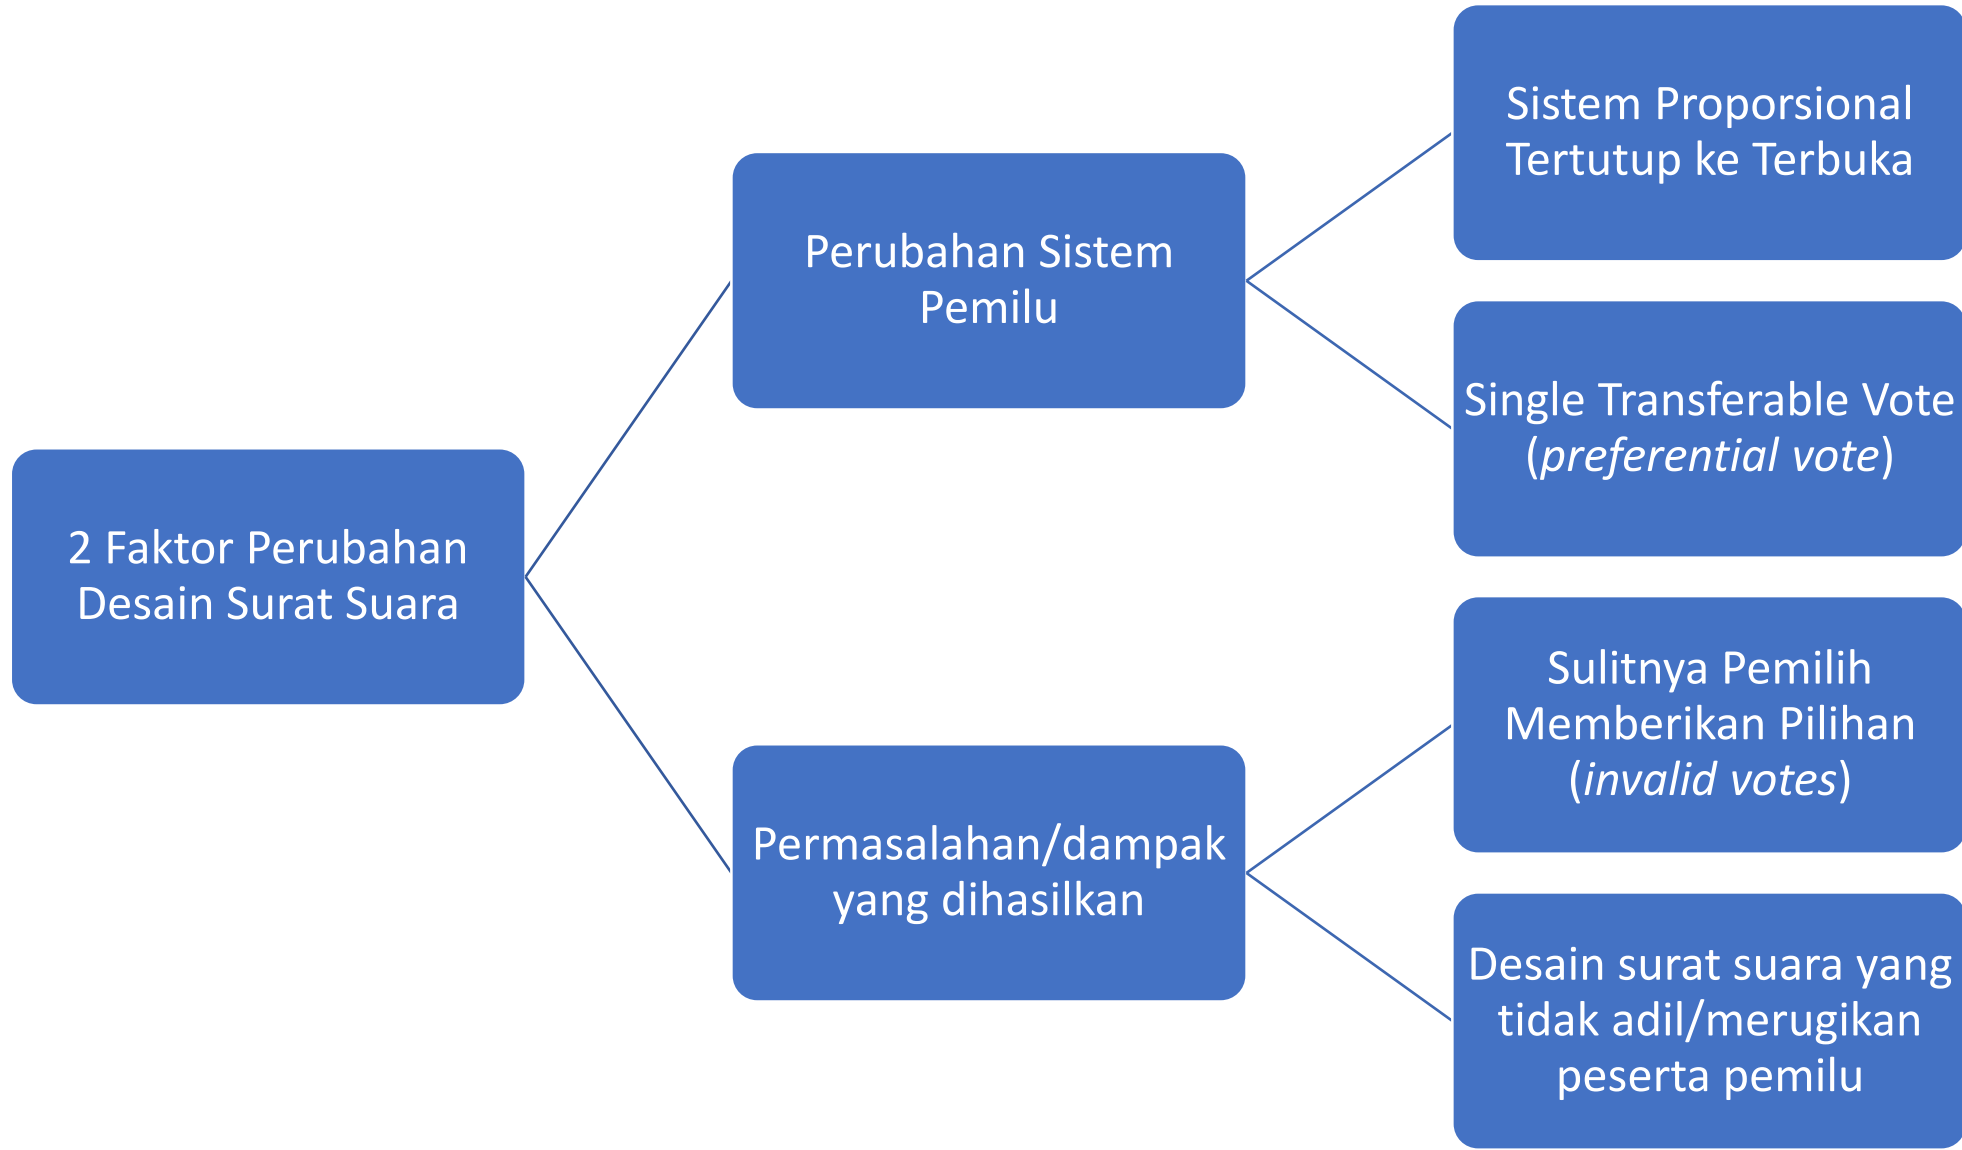 2 Faktor Perubahan
Desain Surat Suara
Perubahan Sistem
Pemilu
Sistem Proporsional
Tertutup ke Terbuka
Single Transferable Vote
(preferential vote)
Permasalahan/dampak
yang dihasilkan
Sulitnya Pemilih
Memberikan Pilihan
(invalid votes)
Desain surat suara yang
tidak adil/merugikan
peserta pemilu